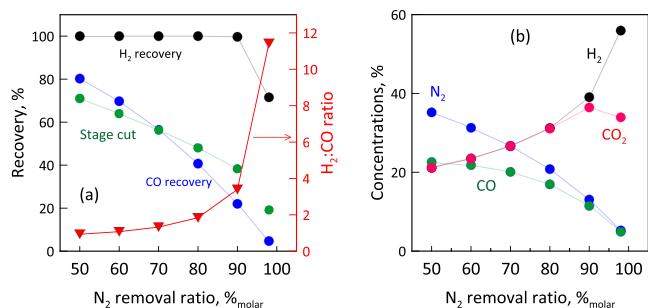 (a)
H₂ recovery
Stage cut
CO recovery
Recovery, %
100
80
60
40
20
0
50 60 70 80 90 100
N₂ removal ratio, %molar
12
10
8
6
4
2
0
H₂:CO ratio
(b)
H₂
N₂
CO₂
CO
Concentrations, %
60
40
20
0
50 60 70 80 90 100
N₂ removal ratio, %molar